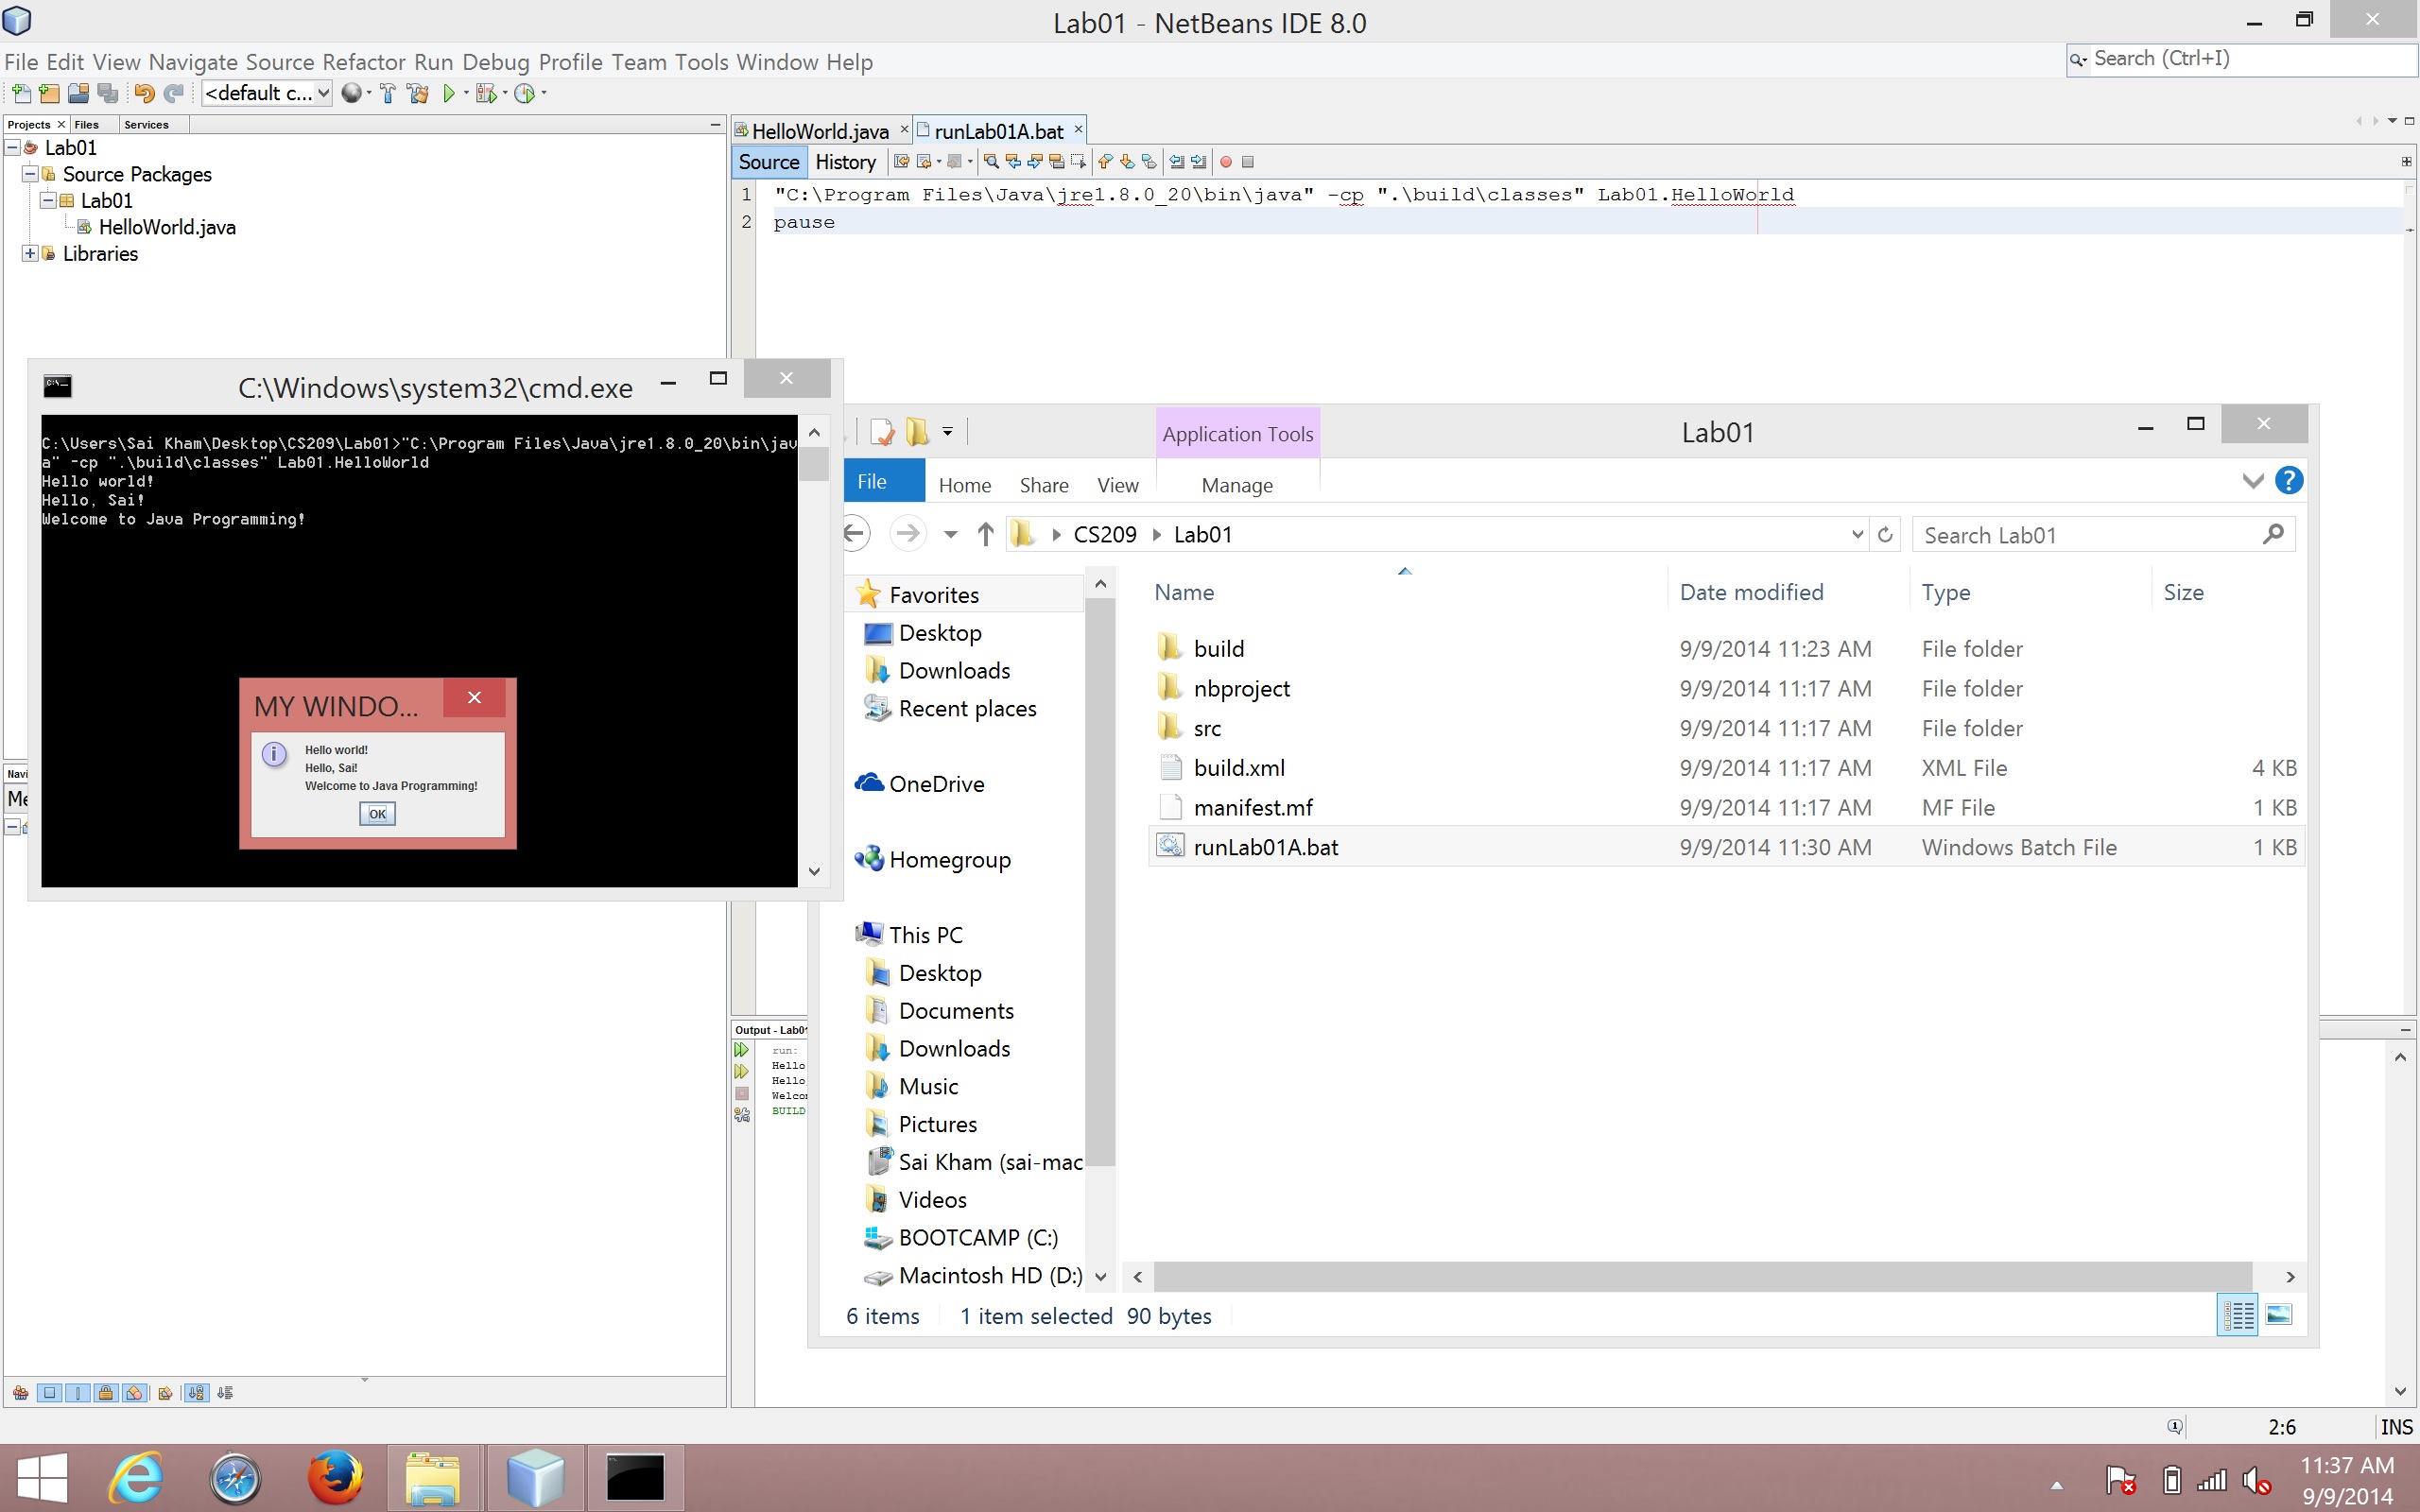 Lab01 - NetBeans IDE 8.0
File Edit View Navigate Source Refactor Run Debug Profile Team Tools Window Help
Search (Ctrl+I)
<default c...
Projects Files Services
Lab01
Source Packages
Lab01
HelloWorld.java
Libraries
HelloWorld.java runLab01A.bat
Source History
1 "C:\Program Files\Java\jre1.8.0_20\bin\java" -cp ".\build\classes" Lab01.HelloWorld
2 pause
C:\Windows\system32\cmd.exe
C:\Users\Sai Kham\Desktop\CS209\Lab01>"C:\Program Files\Java\jre1.8.0_20\bin\jav
a" -cp ".\build\classes" Lab01.HelloWorld
Hello world!
Hello, Sai!
Welcome to Java Programming!
MY WINDO...
Hello world!
Hello, Sai!
Welcome to Java Programming!
OK
Navi
Me
Application Tools
Lab01
File Home Share View Manage
CS209 Lab01
Search Lab01
Favorites
Desktop
Downloads
Recent places
OneDrive
Homegroup
This PC
Desktop
Documents
Downloads
Music
Pictures
Sai Kham (sai-mac
Videos
BOOTCAMP (C:)
Macintosh HD (D:)
Name Date modified Type Size
build 9/9/2014 11:23 AM File folder
nbproject 9/9/2014 11:17 AM File folder
src 9/9/2014 11:17 AM File folder
build.xml 9/9/2014 11:17 AM XML File 4 KB
manifest.mf 9/9/2014 11:17 AM MF File 1 KB
runLab01A.bat 9/9/2014 11:30 AM Windows Batch File 1 KB
6 items 1 item selected 90 bytes
Output - Lab01
run:
Hello
Hello
Welcom
BUILD
2:6 INS
11:37 AM
9/9/2014